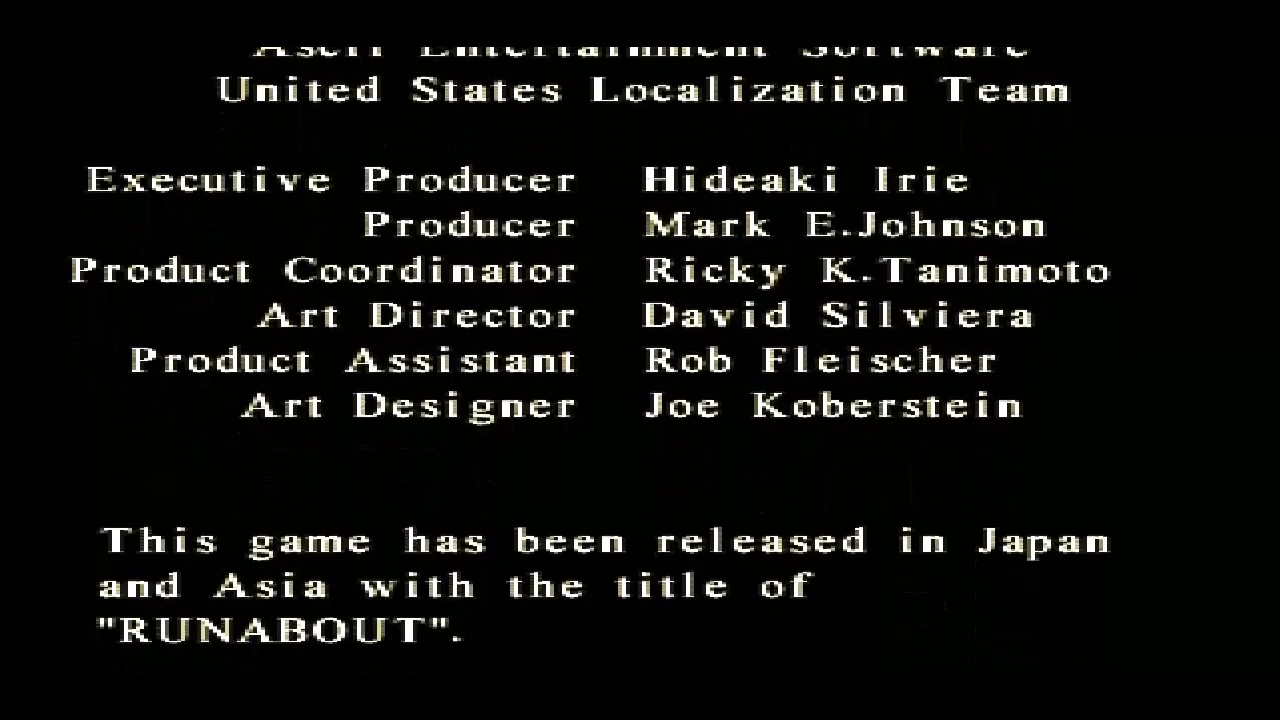 Entertainment Software
United States Localization Team
Executive Producer Hideaki Irie
Producer Mark E.Johnson
Product Coordinator Ricky K.Tanimoto
Art Director David Silviera
Product Assistant Rob Fleischer
Art Designer Joe Koberstein
This game has been released in Japan
and Asia with the title of
"RUNABOUT".